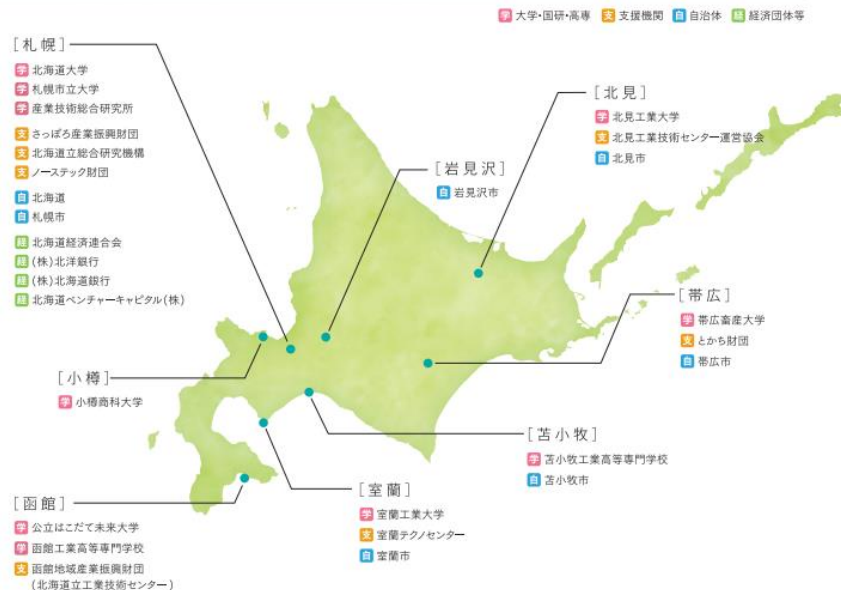 学 大学・国研・高専 支 支援機関 自 自治体 経 経済団体等
[札幌]
学 北海道大学
学 札幌市立大学
学 産業技術総合研究所
支 さっぽろ産業振興財団
支 北海道立総合研究機構
支 ノーステック財団
自 北海道
自 札幌市
経 北海道経済連合会
経 (株)北洋銀行
経 (株)北海道銀行
経 北海道ベンチャーキャピタル(株)
[岩見沢]
自 岩見沢市
[北見]
学 北見工業大学
支 北見工業技術センター運営協会
自 北見市
[帯広]
学 帯広畜産大学
支 とかち財団
自 帯広市
[小樽]
学 小樽商科大学
[苫小牧]
学 苫小牧工業高等専門学校
自 苫小牧市
[室蘭]
学 室蘭工業大学
支 室蘭テクノセンター
自 室蘭市
[函館]
学 公立はこだて未来大学
学 函館工業高等専門学校
支 函館地域産業振興財団
(北海道立工業技術センター)